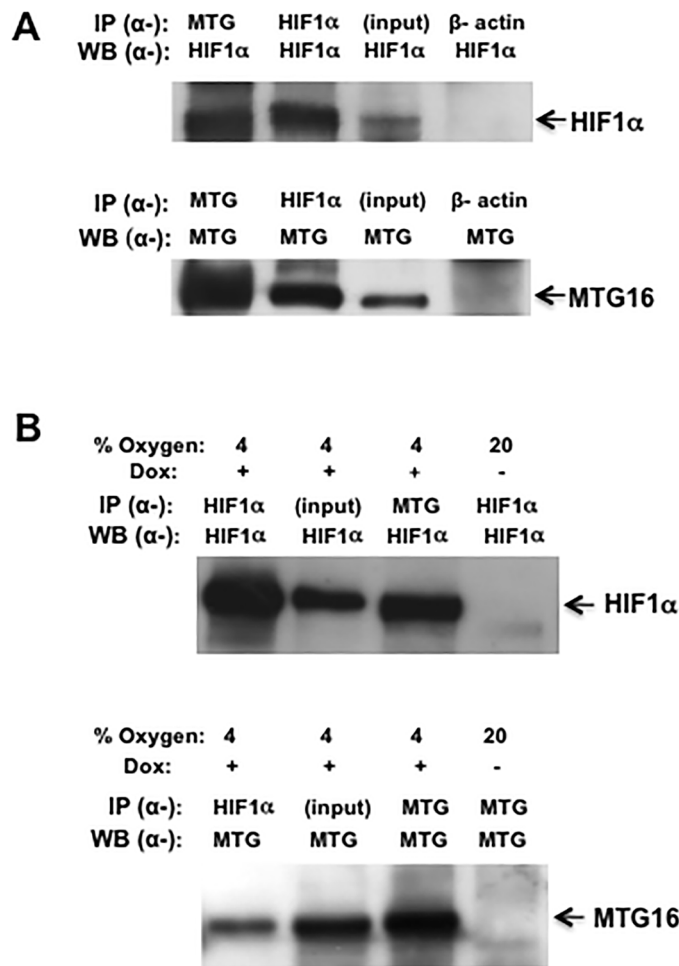 A
IP (α-): MTG HIF1α (input) β- actin
WB (α-): HIF1α HIF1α HIF1α HIF1α
HIF1α
IP (α-): MTG HIF1α (input) β- actin
WB (α-): MTG MTG MTG MTG
MTG16
B
% Oxygen: 4 4 4 20
Dox: + + + -
IP (α-): HIF1α (input) MTG HIF1α
WB (α-): HIF1α HIF1α HIF1α HIF1α
HIF1α
% Oxygen: 4 4 4 20
Dox: + + + -
IP (α-): HIF1α (input) MTG MTG
WB (α-): MTG MTG MTG MTG
MTG16